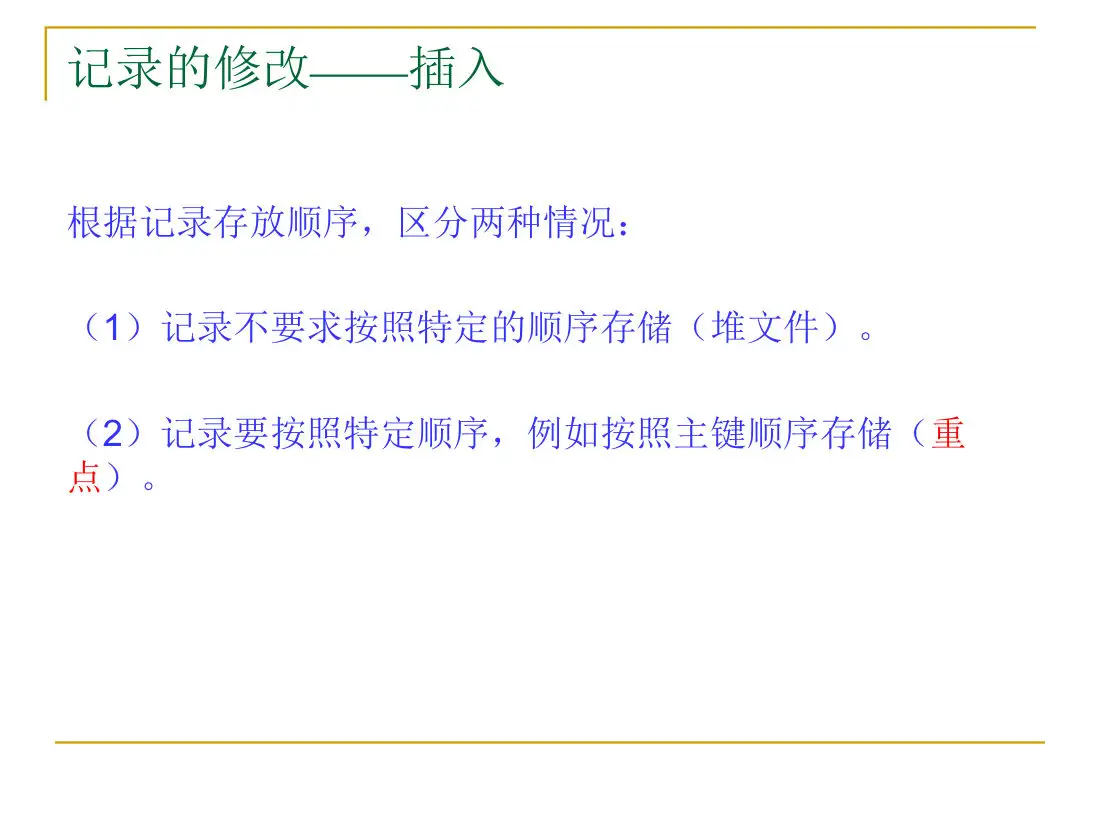 记录的修改——插入
根据记录存放顺序，区分两种情况：
（1）记录不要求按照特定的顺序存储（堆文件）。
（2）记录要按照特定顺序，例如按照主键顺序存储（重
点）。